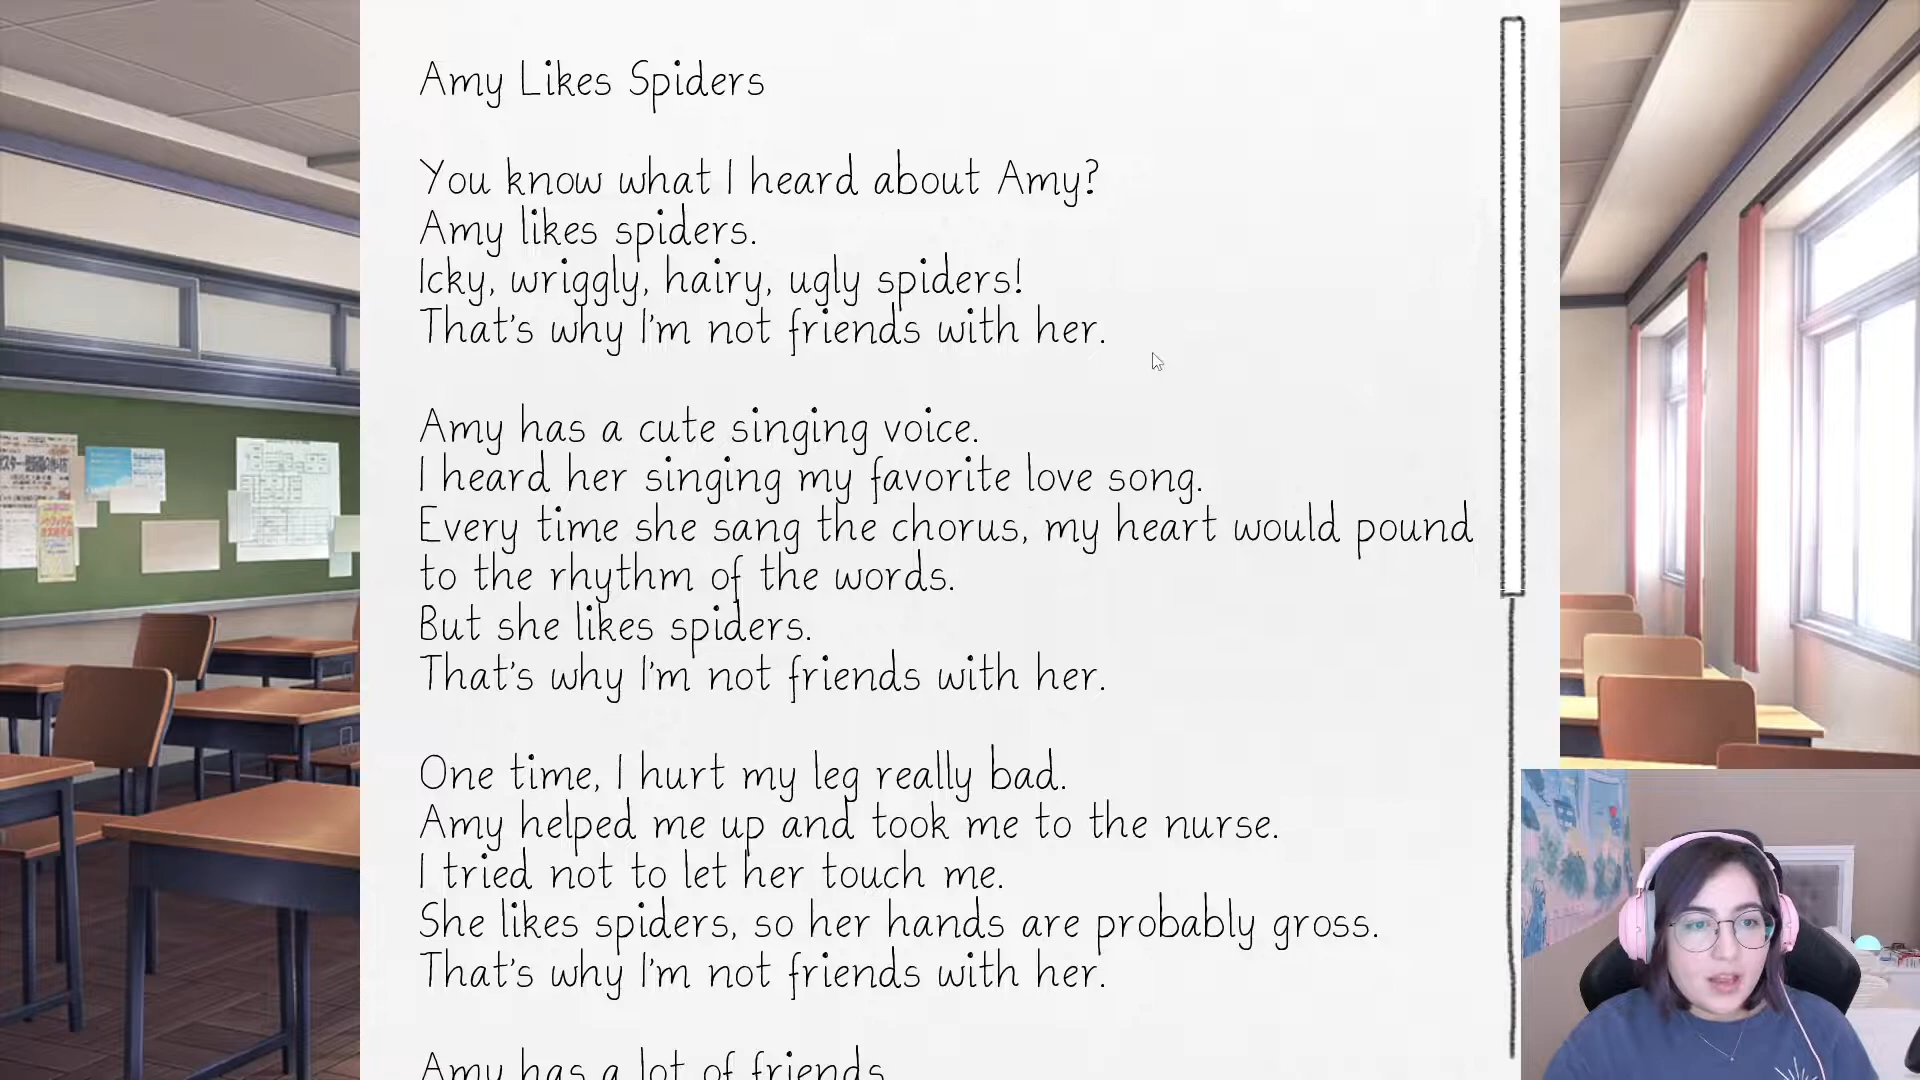 Amy Likes Spiders
You know what I heard about Amy?
Amy likes spiders.
Icky, wriggly, hairy, ugly spiders!
That's why I'm not friends with her.
Amy has a cute singing voice.
I heard her singing my favorite love song.
Every time she sang the chorus, my heart would pound
to the rhythm of the words.
But she likes spiders.
That's why I'm not friends with her.
One time, I hurt my leg really bad.
Amy helped me up and took me to the nurse.
I tried not to let her touch me.
She likes spiders, so her hands are probably gross.
That's why I'm not friends with her.
Amy has a lot of friends